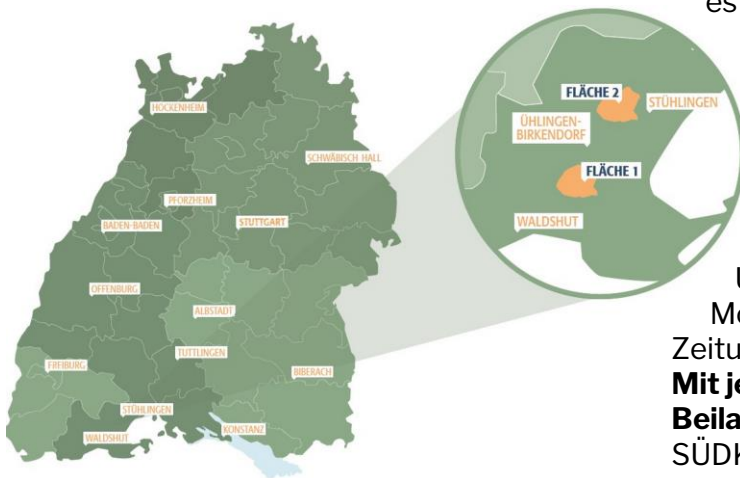 HOCKENHEIM
SCHWÄBISCH HALL
PFORZHEIM
BADEN-BADEN
STUTTGART
OFFENBURG
ALBSTADT
TUTTLINGEN
FREIBURG
BIBERACH
STÜHLINGEN
WALDSHUT
KONSTANZ
FLÄCHE 2
STÜHLINGEN
ÜHLINGEN-
BIRKENDORF
FLÄCHE 1
WALDSHUT
es
Zeitu
Mit je
Beila
SÜDK